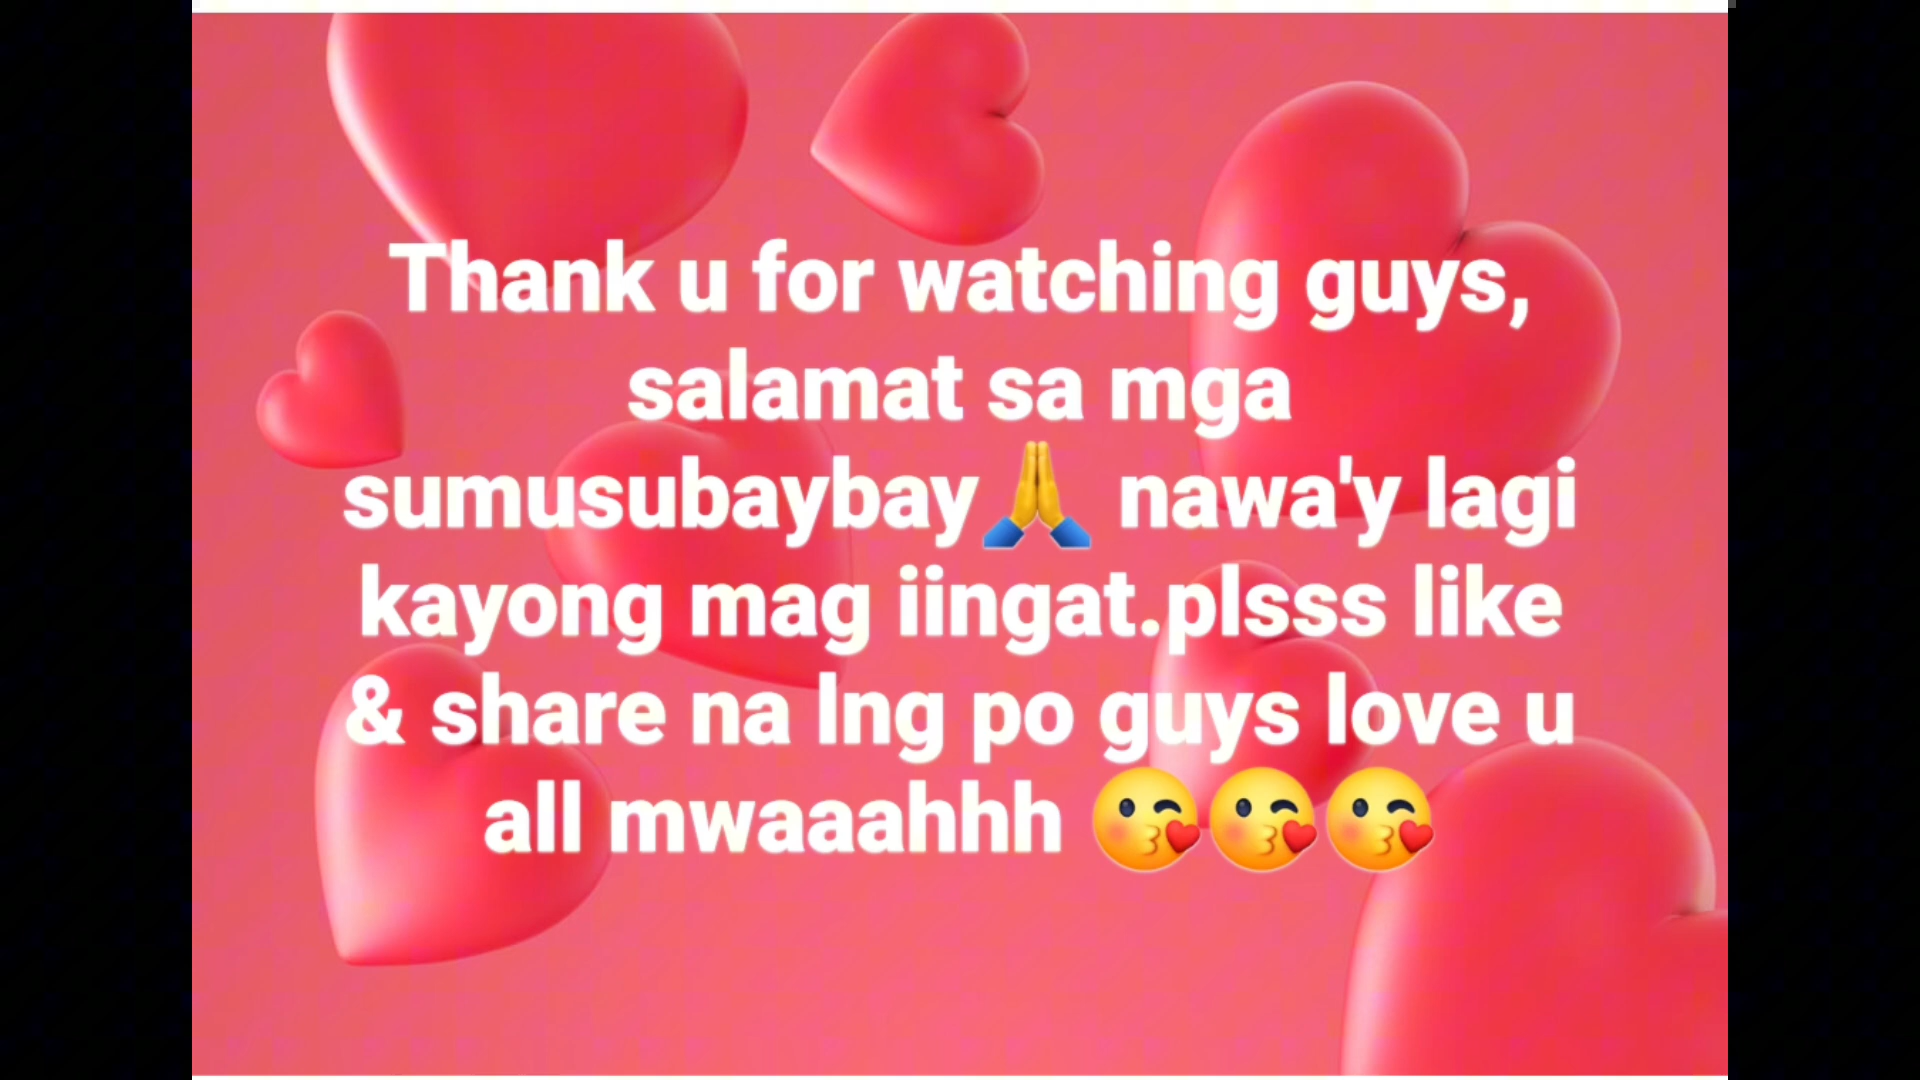 Thank u for watching guys,
salamat sa mga
sumusubaybay🙏 nawa'y lagi
kayong mag iingat.plsss like
& share na lng po guys love u
all mwaaahhh 😘😘😘